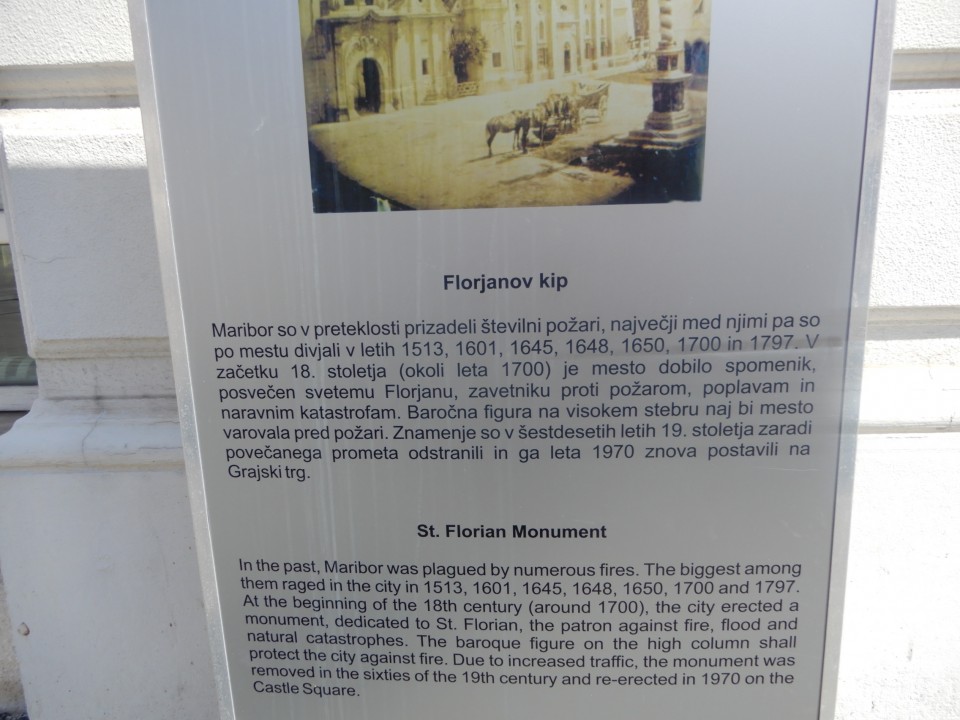 Florjanov kip
Maribor so v preteklosti prizadeli številni požari, največji med njimi pa so
po mestu divjali v letih 1513, 1601, 1645, 1648, 1650, 1700 in 1797. V
začetku 18. stoletja (okoli leta 1700) je mesto dobilo spomenik,
posvečen svetemu Florjanu, zavetniku proti požarom, poplavam in
naravnim katastrofam. Baročna figura na visokem stebru naj bi mesto
varovala pred požari. Znamenje so v šestdesetih letih 19. stoletja zaradi
povečanega prometa odstranili in ga leta 1970 znova postavili na
Grajski trg.
St. Florian Monument
In the past, Maribor was plagued by numerous fires. The biggest among
them raged in the city in 1513, 1601, 1645, 1648, 1650, 1700 and 1797.
At the beginning of the 18th century (around 1700), the city erected a
monument, dedicated to St. Florian, the patron against fire, flood and
natural catastrophes. The baroque figure on the high column shall
protect the city against fire. Due to increased traffic, the monument was
removed in the sixties of the 19th century and re-erected in 1970 on the
Castle Square.